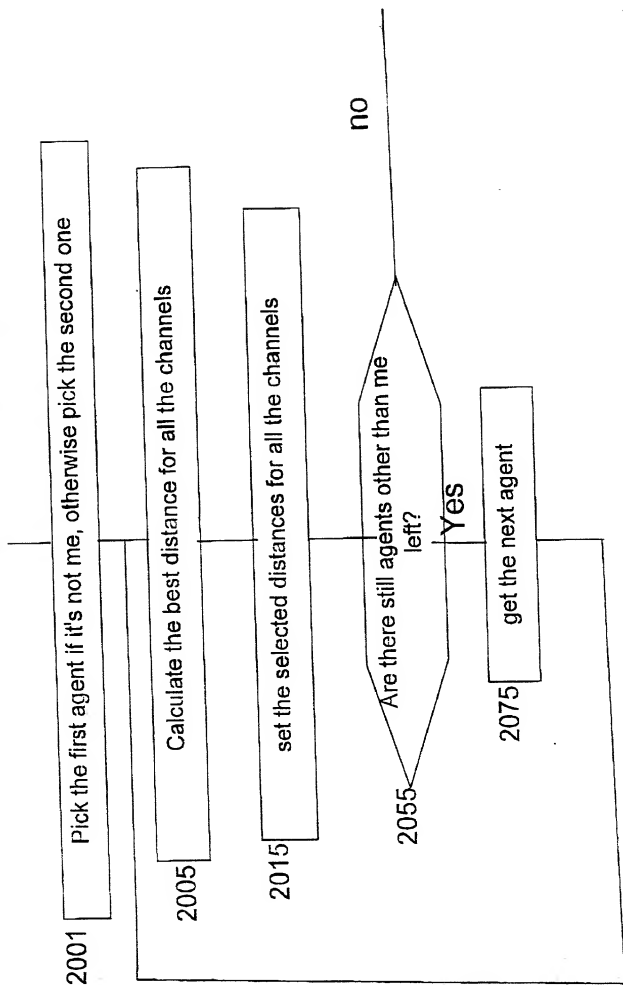 2001
Pick the first agent if it's not me, otherwise pick the second one
2005
Calculate the best distance for all the channels
2015
set the selected distances for all the channels
2055
Are there still agents other than me
left?
no
Yes
2075
get the next agent